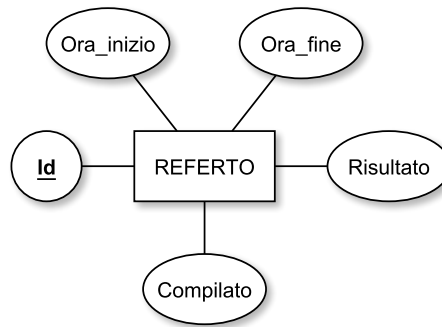 Ora_inizio
Ora_fine
Id
REFERTO
Risultato
Compilato